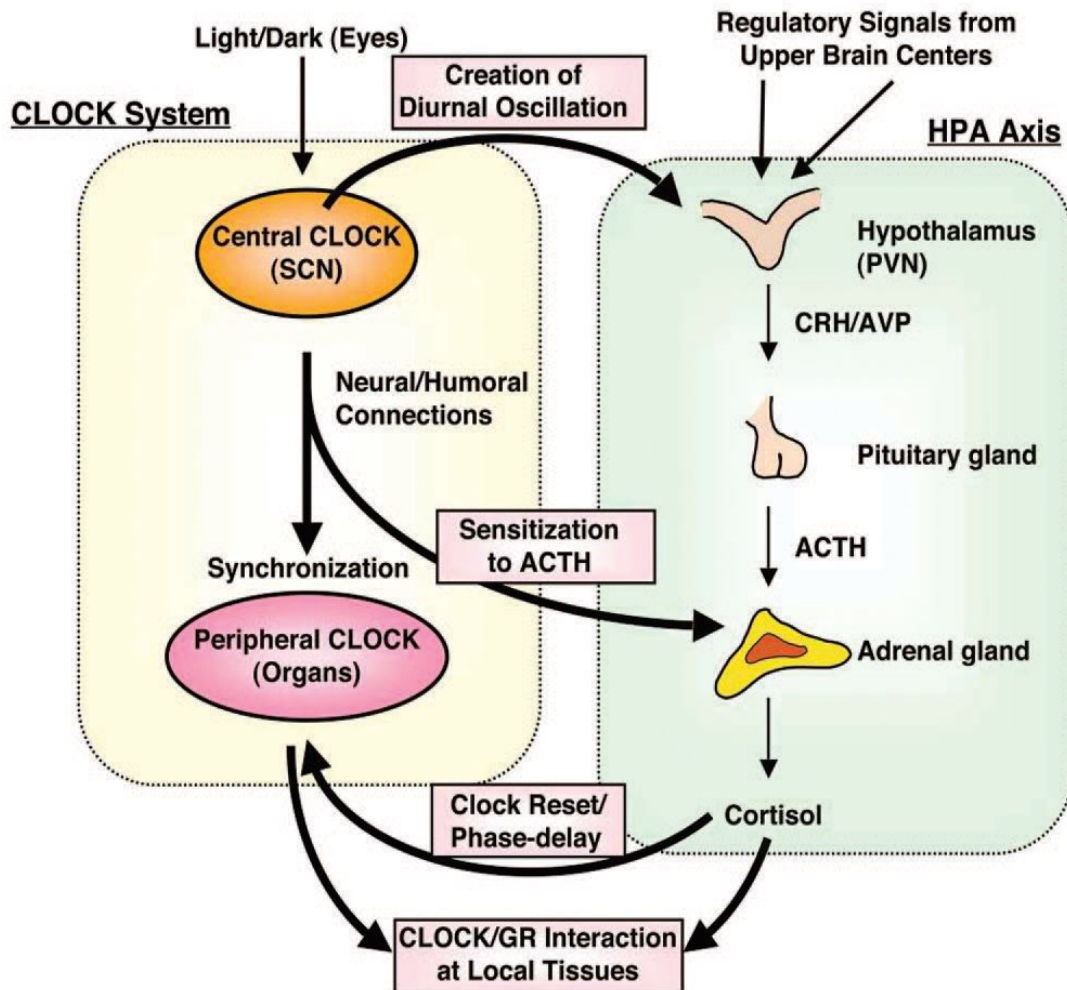 Light/Dark (Eyes)
Regulatory Signals from
Upper Brain Centers
Creation of
Diurnal Oscillation
CLOCK System
HPA Axis
Central CLOCK
(SCN)
Hypothalamus
(PVN)
CRH/AVP
Neural/Humoral
Connections
Pituitary gland
Sensitization
to ACTH
ACTH
Synchronization
Peripheral CLOCK
(Organs)
Adrenal gland
Clock Reset/
Phase-delay
Cortisol
CLOCK/GR Interaction
at Local Tissues